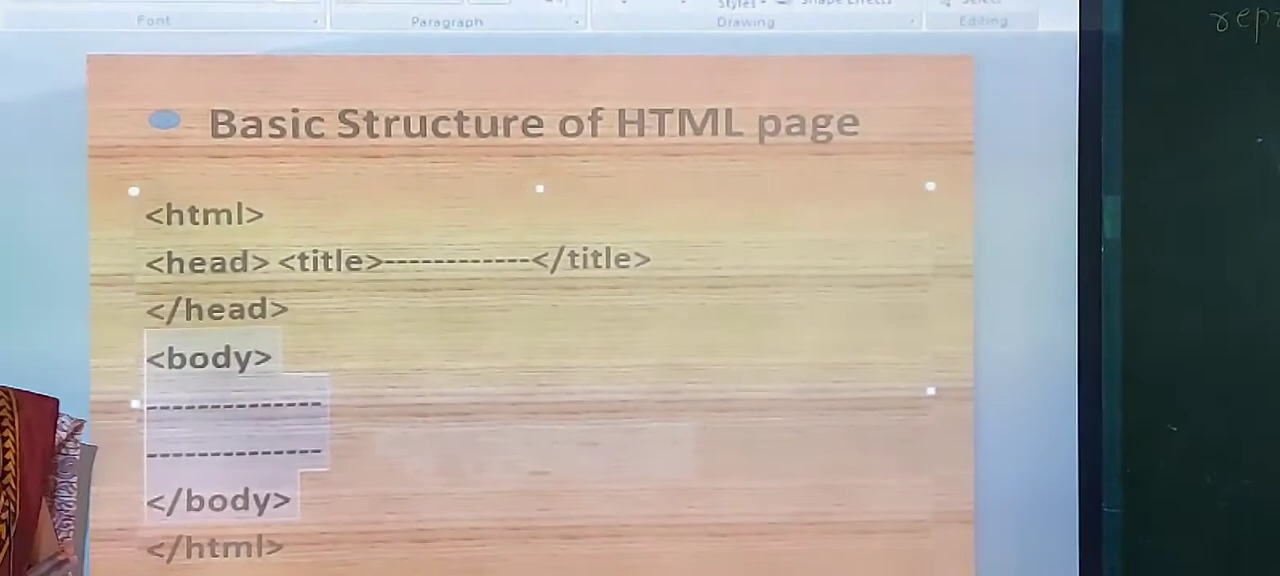 Font
Paragraph
Drawing
Editing
Basic Structure of HTML page
<html>
<head> <title>------------</title>
</head>
<body>
--------------
--------------
</body>
</html>